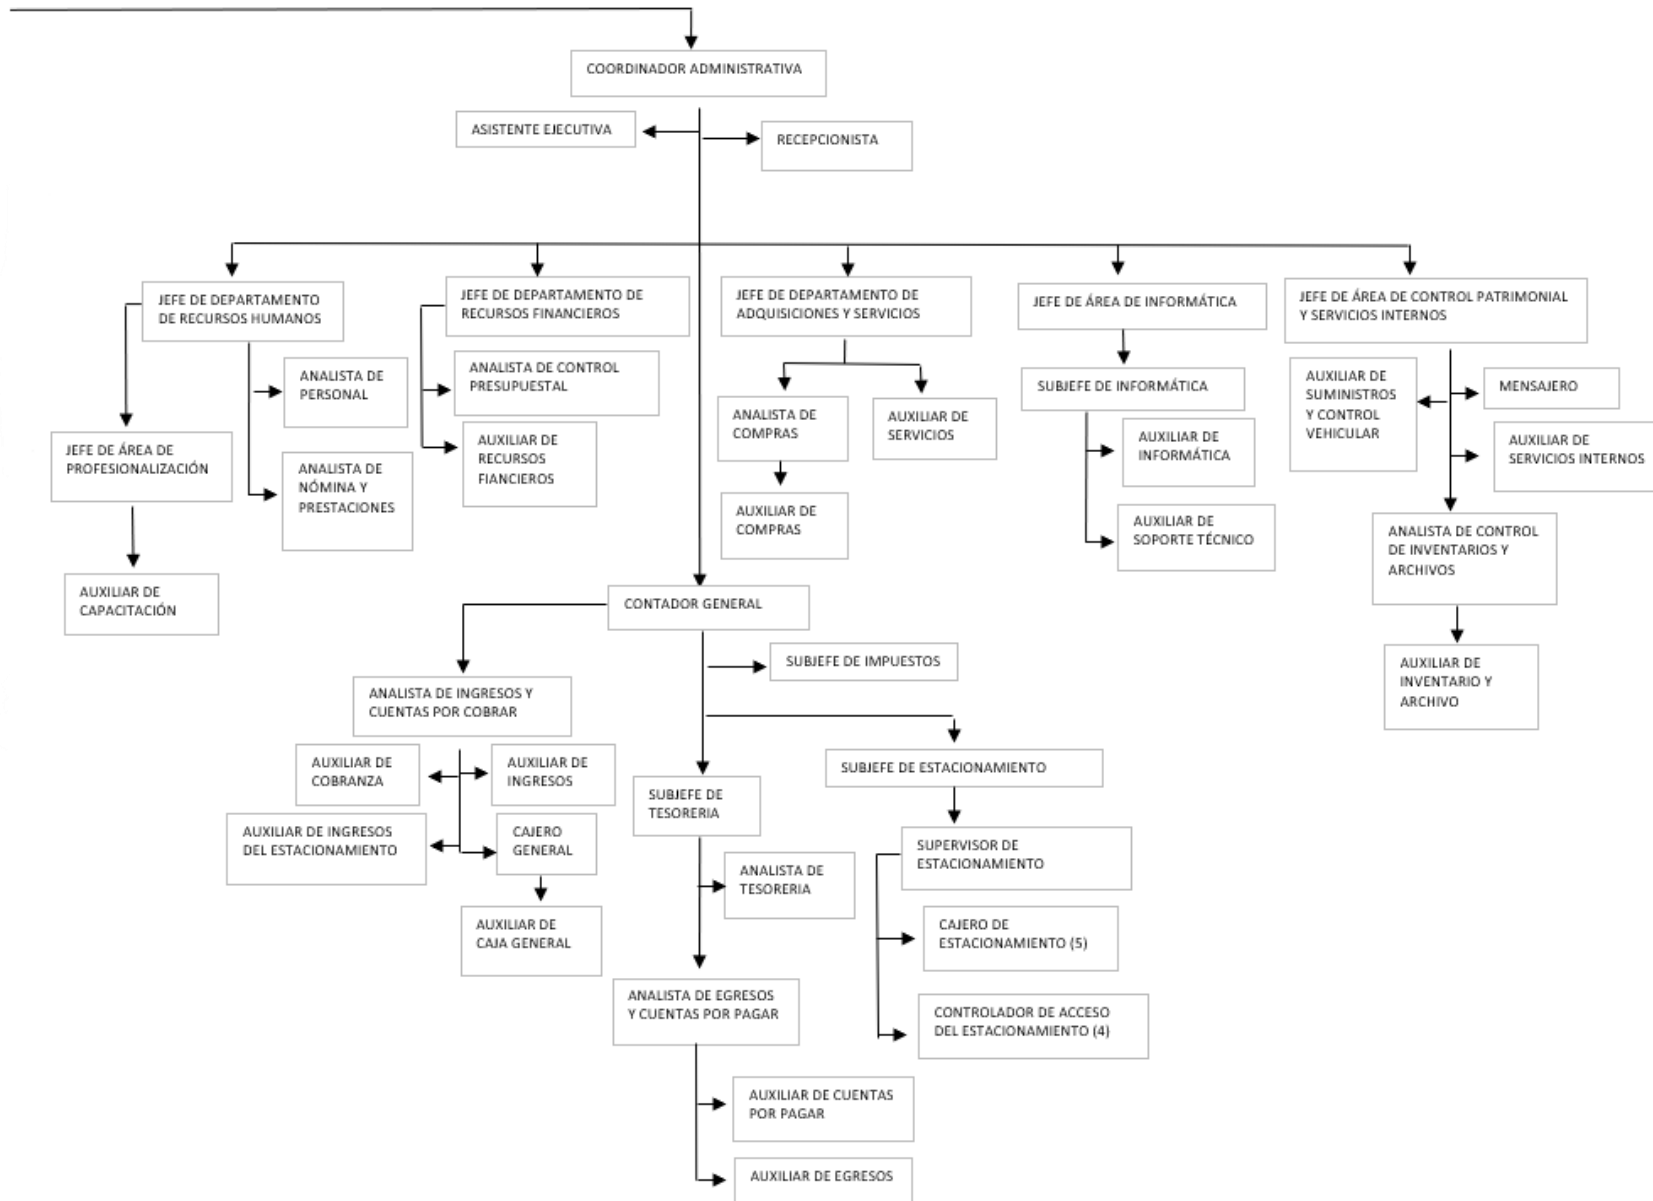 COORDINADOR ADMINISTRATIVA
ASISTENTE EJECUTIVA
RECEPCIONISTA
JEFE DE DEPARTAMENTO
DE RECURSOS HUMANOS
JEFE DE DEPARTAMENTO DE
RECURSOS FINANCIEROS
JEFE DE DEPARTAMENTO DE
ADQUISICIONES Y SERVICIOS
JEFE DE ÁREA DE INFORMÁTICA
JEFE DE ÁREA DE CONTROL PATRIMONIAL
Y SERVICIOS INTERNOS
ANALISTA DE
PERSONAL
ANALISTA DE CONTROL
PRESUPUESTAL
ANALISTA DE
COMPRAS
AUXILIAR DE
SERVICIOS
SUBJEFE DE INFORMÁTICA
AUXILIAR DE
SUMINISTROS
Y CONTROL
VEHICULAR
MENSAJERO
JEFE DE ÁREA DE
PROFESIONALIZACIÓN
ANALISTA DE
NÓMINA Y
PRESTACIONES
AUXILIAR DE
RECURSOS
FIANCIEROS
AUXILIAR DE
COMPRAS
AUXILIAR DE
INFORMÁTICA
AUXILIAR DE
SERVICIOS INTERNOS
AUXILIAR DE
SOPORTE TÉCNICO
ANALISTA DE CONTROL
DE INVENTARIOS Y
ARCHIVOS
AUXILIAR DE
CAPACITACIÓN
CONTADOR GENERAL
SUBJEFE DE IMPUESTOS
AUXILIAR DE
INVENTARIO Y
ARCHIVO
ANALISTA DE INGRESOS Y
CUENTAS POR COBRAR
AUXILIAR DE
COBRANZA
AUXILIAR DE
INGRESOS
SUBJEFE DE
TESORERIA
SUBJEFE DE ESTACIONAMIENTO
AUXILIAR DE INGRESOS
DEL ESTACIONAMIENTO
CAJERO
GENERAL
SUPERVISOR DE
ESTACIONAMIENTO
ANALISTA DE
TESORERIA
AUXILIAR DE
CAJA GENERAL
CAJERO DE
ESTACIONAMIENTO (5)
ANALISTA DE EGRESOS
Y CUENTAS POR PAGAR
CONTROLADOR DE ACCESO
DEL ESTACIONAMIENTO (4)
AUXILIAR DE CUENTAS
POR PAGAR
AUXILIAR DE EGRESOS